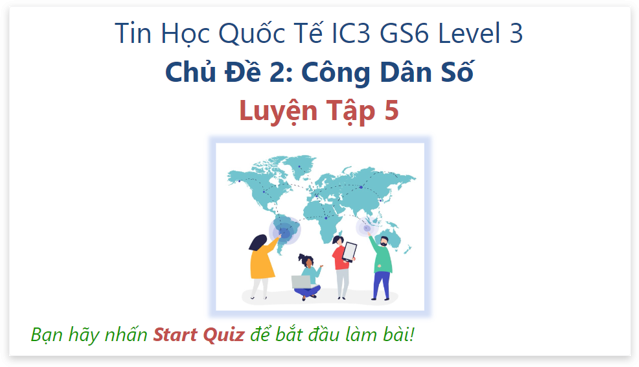 Tin Học Quốc Tế IC3 GS6 Level 3
Chủ Đề 2: Công Dân Số
Luyện Tập 5
Bạn hãy nhấn Start Quiz để bắt đầu làm bài!